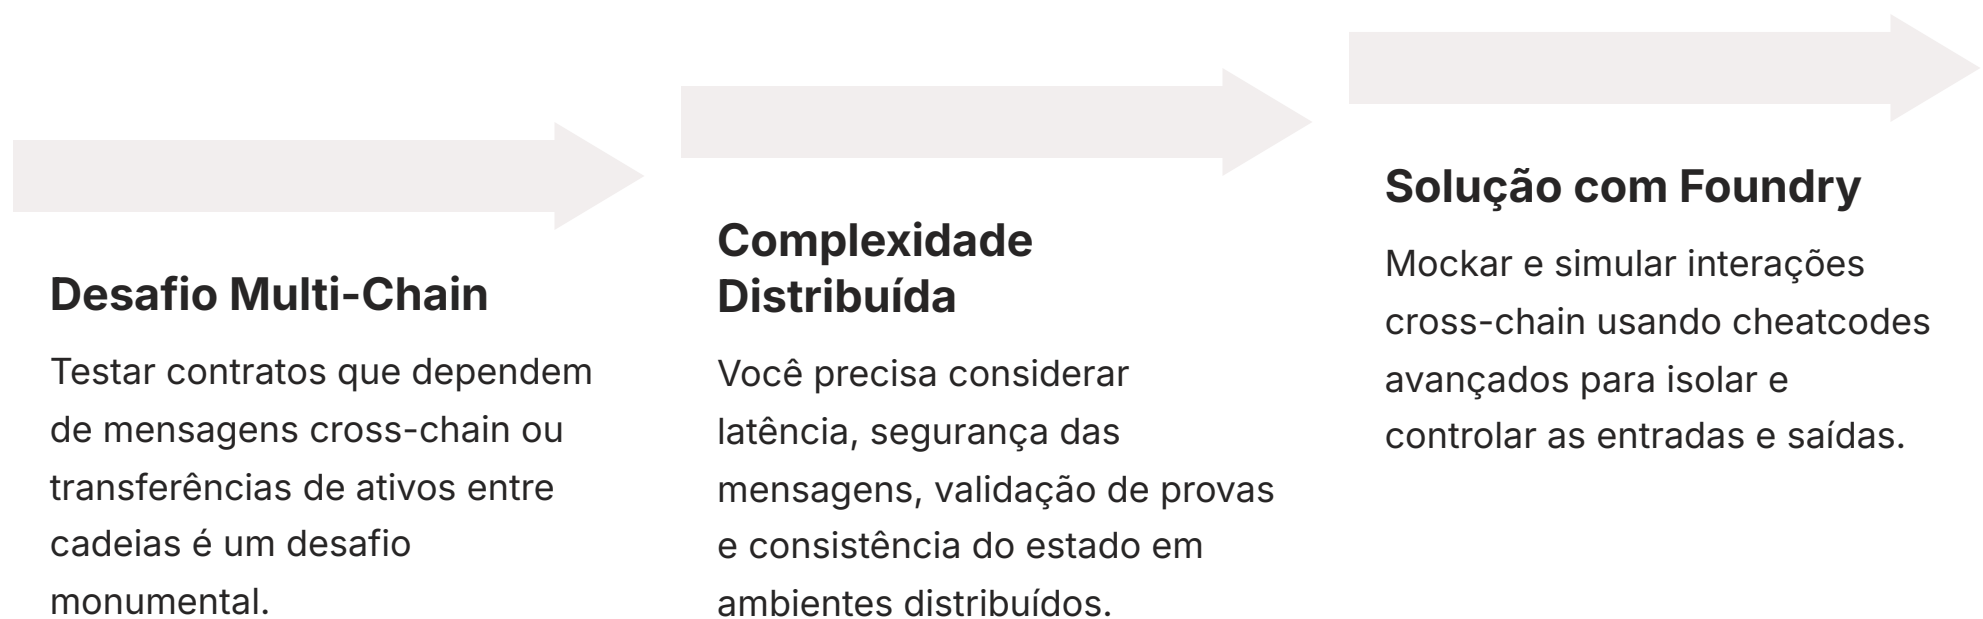 Desafio Multi-Chain
Testar contratos que dependem
de mensagens cross-chain ou
transferências de ativos entre
cadeias é um desafio
monumental.
Complexidade
Distribuída
Você precisa considerar
latência, segurança das
mensagens, validação de provas
e consistência do estado em
ambientes distribuídos.
Solução com Foundry
Mockar e simular interações
cross-chain usando cheatcodes
avançados para isolar e
controlar as entradas e saídas.